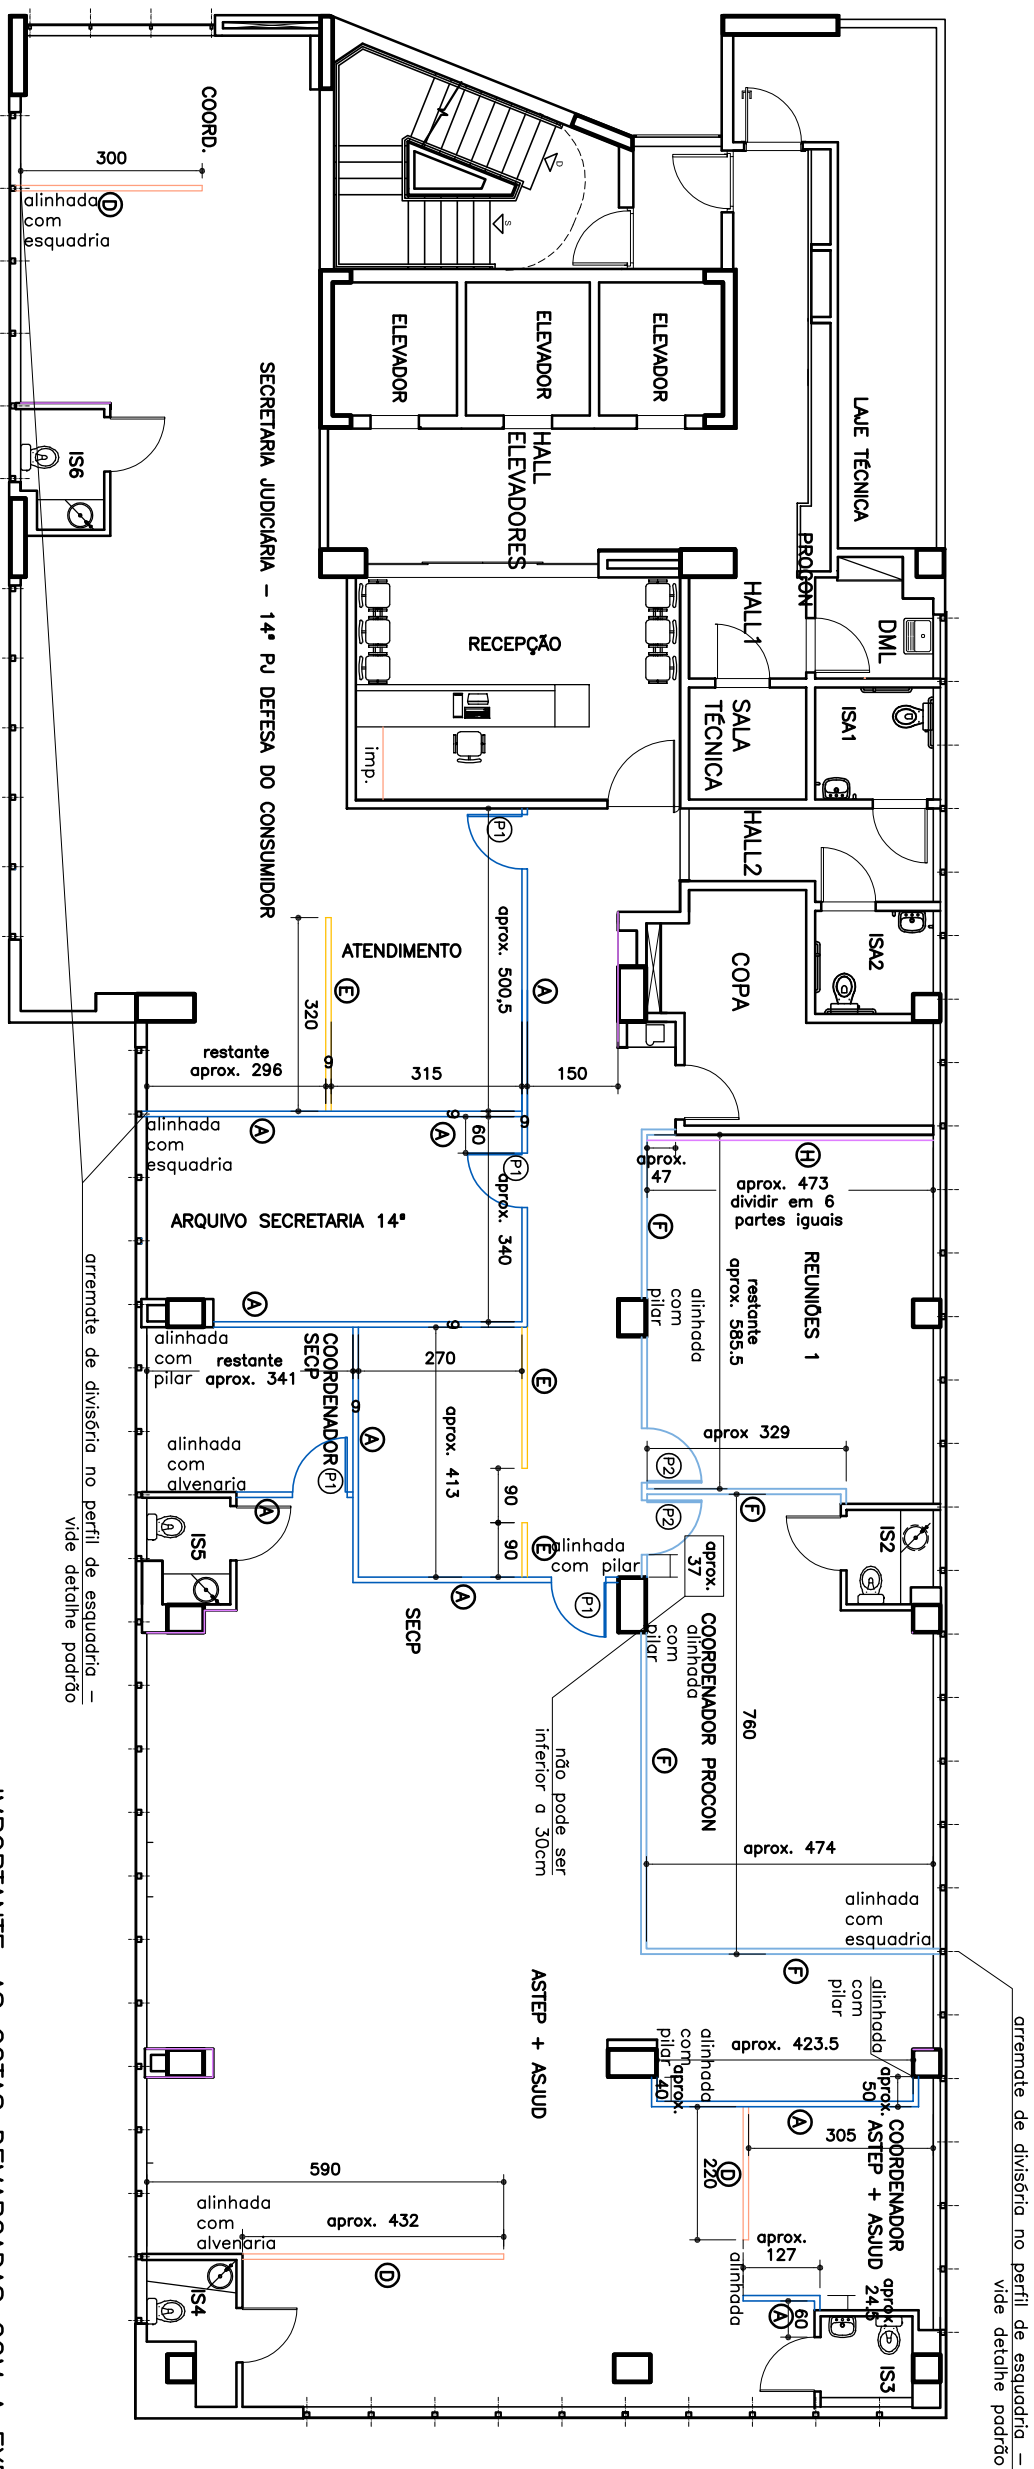 COORD.
300
alinhada
com
esquadria
D
D
S
ELEVADOR
ELEVADOR
ELEVADOR
HALL
ELEVADORES
LAJE TÉCNICA
PROCON
SECRETARIA JUDICIÁRIA – 14ª PJ DEFESA DO CONSUMIDOR
IS6
RECEPÇÃO
imp.
HALL1
DML
SALA
TÉCNICA
ISA1
HALL2
ISA2
COPA
P1
aprox. 500,5
A
ATENDIMENTO
E
320
restante
aprox. 296
9
315
150
9
9
alinhada
com
esquadria
A
A
60
P1
aprox. 340
ARQUIVO SECRETARIA 14ª
A
9
aprox.
47
H
aprox. 473
dividir em 6
partes iguais
F
REUNIÕES 1
restante
aprox. 585.5
alinhada
com
pilar
alinhada
com
pilar
restante
aprox. 341
COORDENADOR
SECP
270
9
E
A
aprox. 413
aprox 329
alinhada
com
alvenaria
P1
A
90
90
E
P2
P2
F
IS5
A
alinhada
com pilar
P1
aprox.
37
IS2
SECP
alinhada
com
pilar
COORDENADOR PROCON
760
F
não pode ser
inferior a 30cm
aprox. 474
alinhada
com
esquadria
F
arremate de divisória no perfil de esquadria –
vide detalhe padrão
ASTEP + ASJUD
alinhada
com
pilar
alinhada
com
pilar
aprox. 423.5
aprox.
40
aprox.
50
A
305
COORDENADOR
ASTEP + ASJUD
D
220
590
alinhada
com
alvenaria
aprox. 432
D
aprox.
127
alinhada
A
60
aprox.
24.5
IS4
IS3
arremate de divisória no perfil de esquadria –
vide detalhe padrão